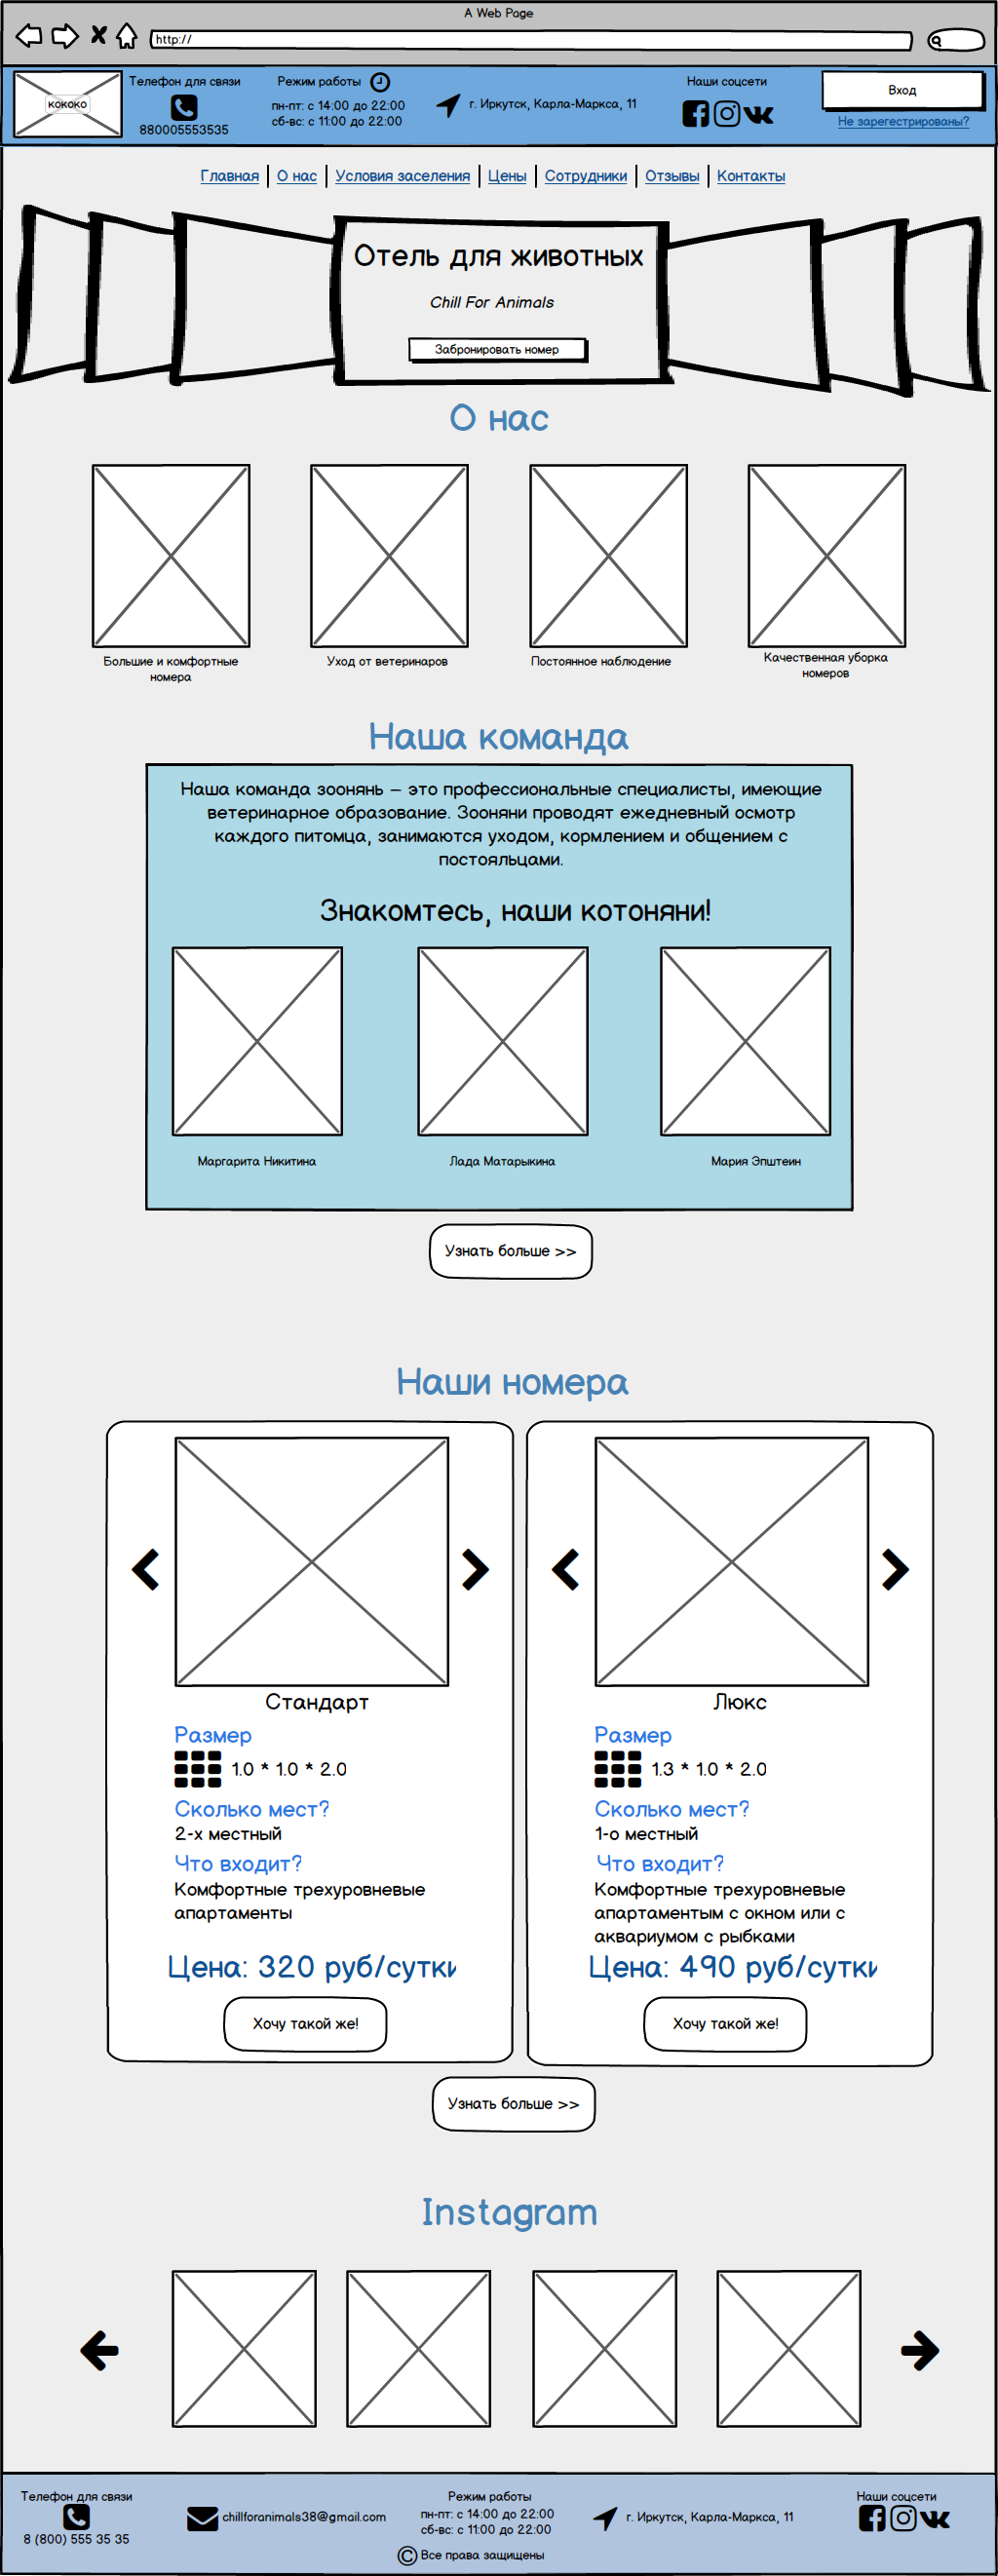 A Web Page
http://
кококо
Телефон для связи
880005553535
Режим работы
пн-пт: с 14:00 до 22:00
сб-вс: с 11:00 до 22:00
г. Иркутск, Карла-Маркса, 11
Наши соцсети
Вход
Не зарегестрированы?
Главная | О нас | Условия заселения | Цены | Сотрудники | Отзывы | Контакты
Отель для животных
Chill For Animals
Забронировать номер
О нас
Большие и комфортные
номера
Уход от ветеринаров
Постоянное наблюдение
Качественная уборка
номеров
Наша команда
Наша команда зоонянь – это профессиональные специалисты, имеющие
ветеринарное образование. Зооняни проводят ежедневный осмотр
каждого питомца, занимаются уходом, кормлением и общением с
постояльцами.
Знакомтесь, наши котоняни!
Маргарита Никитина
Лада Матарыкина
Мария Эпштеин
Узнать больше >>
Наши номера
Стандарт
Размер
1.0 * 1.0 * 2.0
Сколько мест?
2-х местный
Что входит?
Комфортные трехуровневые
апартаменты
Цена: 320 руб/сутки
Хочу такой же!
Люкс
Размер
1.3 * 1.0 * 2.0
Сколько мест?
1-о местный
Что входит?
Комфортные трехуровневые
апартаментым с окном или с
аквариумом с рыбками
Цена: 490 руб/сутки
Хочу такой же!
Узнать больше >>
Instagram
Телефон для связи
8 (800) 555 35 35
chillforanimals38@gmail.com
Режим работы
пн-пт: с 14:00 до 22:00
сб-вс: с 11:00 до 22:00
г. Иркутск, Карла-Маркса, 11
Наши соцсети
© Все права защищены